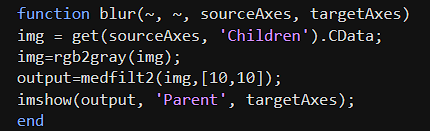 function blur(~, ~, sourceAxes, targetAxes)
img = get(sourceAxes, 'Children').CData;
img=rgb2gray(img);
output=medfilt2(img,[10,10]);
imshow(output, 'Parent', targetAxes);
end